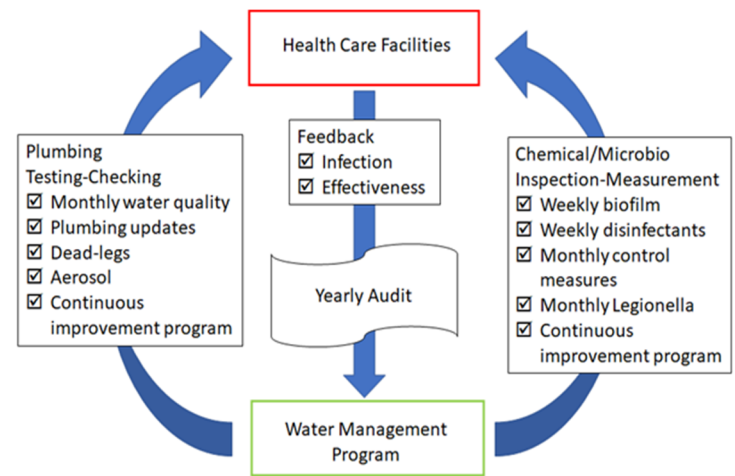 Health Care Facilities
Feedback
☑ Infection
☑ Effectiveness
Plumbing
Testing-Checking
☑ Monthly water quality
☑ Plumbing updates
☑ Dead-legs
☑ Aerosol
☑ Continuous
improvement program
Chemical/Microbio
Inspection-Measurement
☑ Weekly biofilm
☑ Weekly disinfectants
☑ Monthly control
measures
☑ Monthly Legionella
☑ Continuous
improvement program
Yearly Audit
Water Management
Program